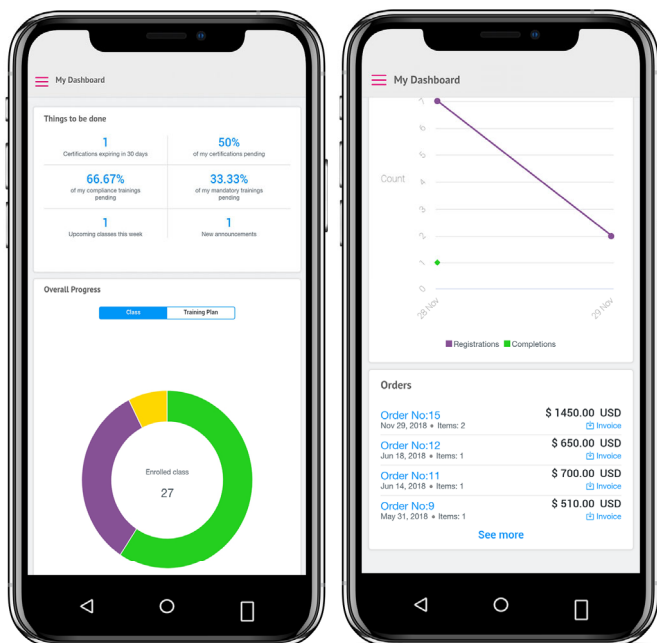 My Dashboard
Things to be done
1
Certifications expiring in 30 days
50%
of my certifications pending
66.67%
of my compliance trainings
pending
33.33%
of my mandatory trainings
pending
1
Upcoming classes this week
1
New announcements
Overall Progress
Class
Training Plan
Enrolled class
27
My Dashboard
7
6
5
4
3
2
1
0
Count
28 Nov
29 Nov
Registrations
Completions
Orders
Order No:15
$ 1450.00 USD
Nov 29, 2018 • Items: 2
Invoice
Order No:12
$ 650.00 USD
Jun 18, 2018 • Items: 1
Invoice
Order No:11
$ 700.00 USD
Jun 14, 2018 • Items: 1
Invoice
Order No:9
$ 510.00 USD
May 31, 2018 • Items: 1
Invoice
See more